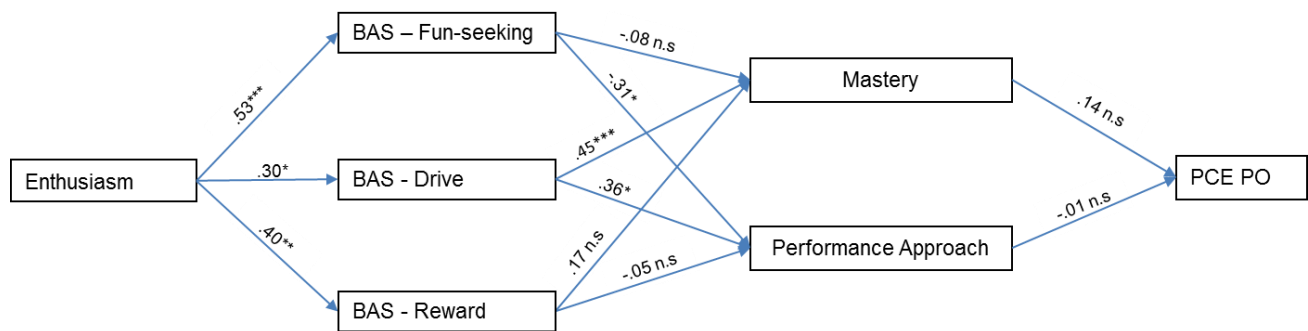 BAS – Fun-seeking
-.08 n.s
Mastery
.53***
-.31*
.14 n.s
.45***
Enthusiasm
.30*
BAS - Drive
PCE PO
.36*
-.01 n.s
.40**
.17 n.s
Performance Approach
-.05 n.s
BAS - Reward